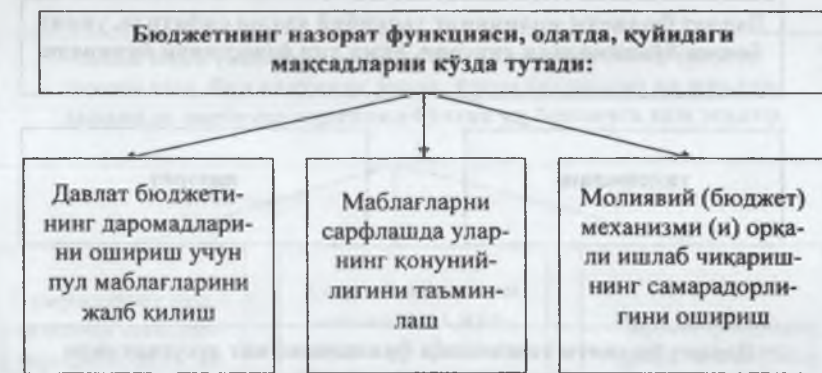 Бюджетнинг назорат функцияси, одатда, қуйидаги
мақсадларни кўзда тутади:
Давлат бюджети-
нинг даромадлари-
ни ошириш учун
пул маблағларини
жалб қилиш
Маблағларни
сарфлашда улар-
нинг қонуний-
лигини таъмин-
лаш
Молиявий (бюджет)
механизми (и) орқа-
ли ишлаб чиқариш-
нинг самарадорли-
гини ошириш